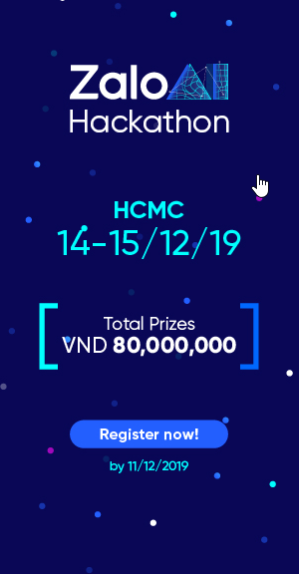 Zalo AI
Hackathon
HCMC
14-15/12/19
Total Prizes
VND 80,000,000
Register now!
by 11/12/2019